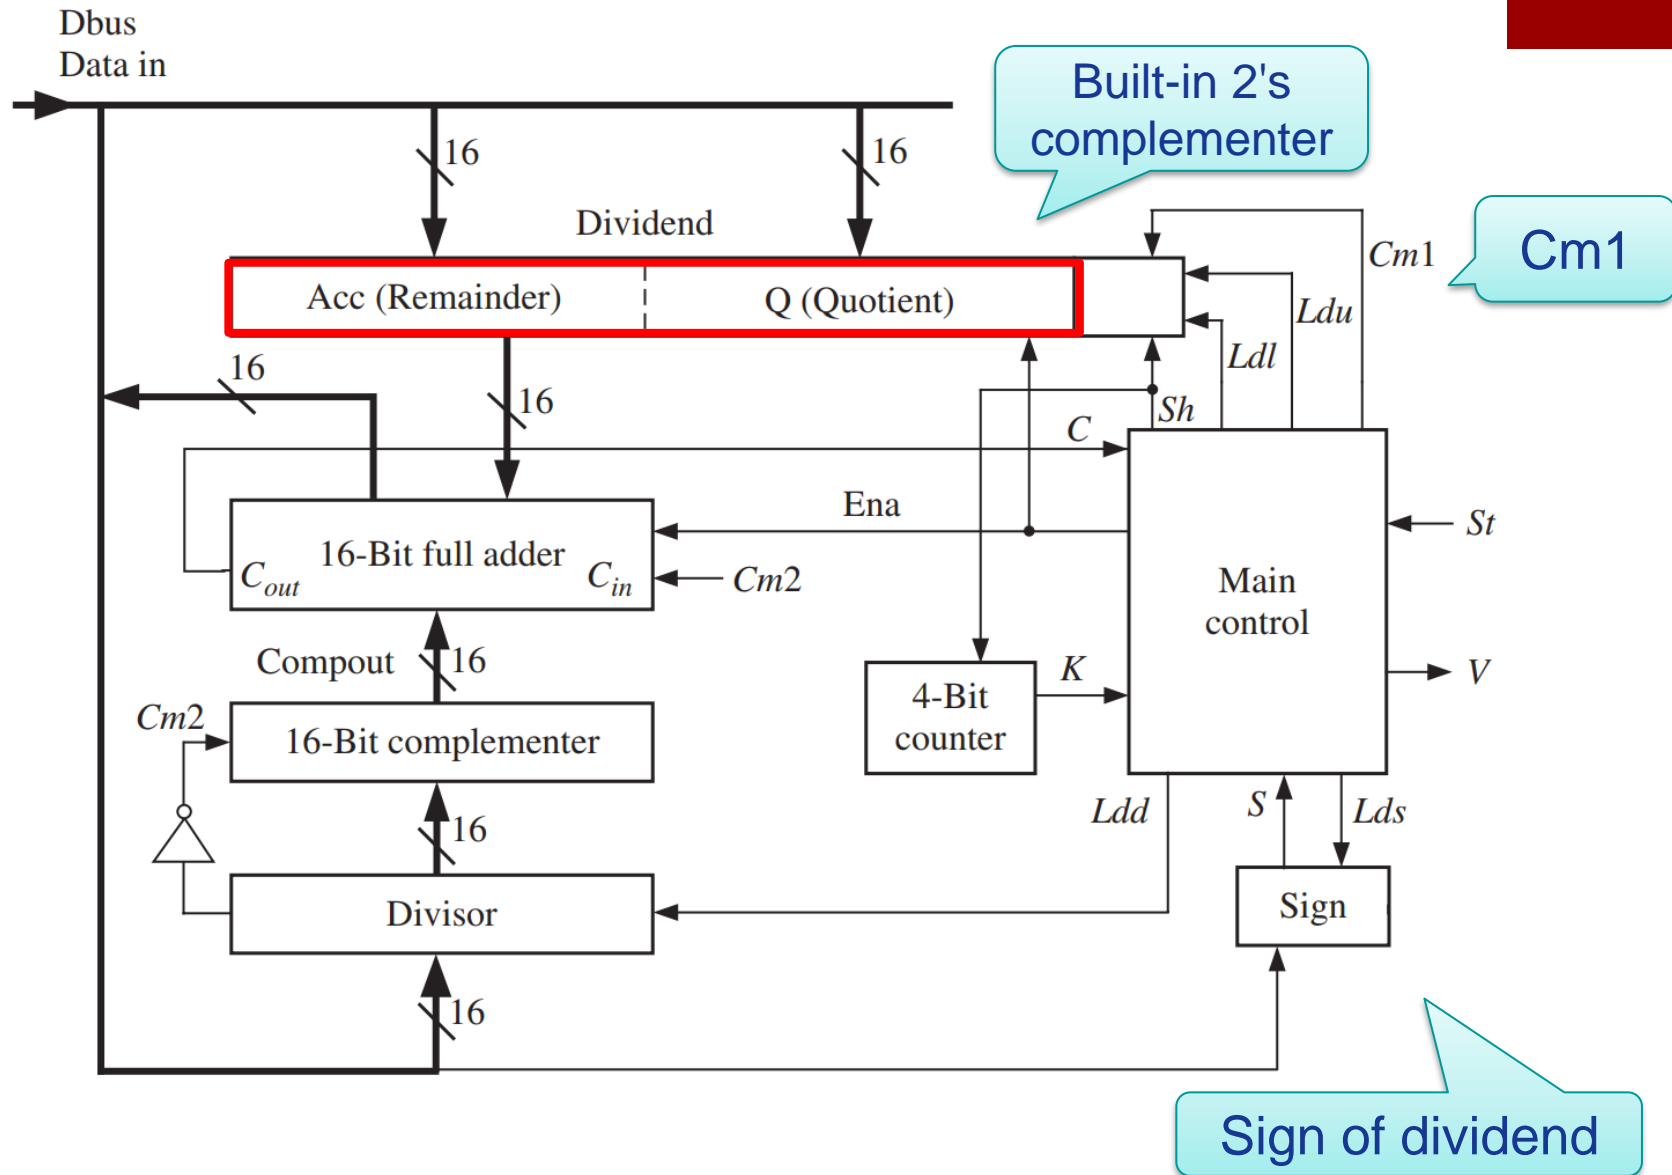 Dbus
Data in
Built-in 2's
complementer
16
16
Dividend
Cm1
Cm1
Acc (Remainder)
Q (Quotient)
Ldu
Ldl
16
16
Sh
C
Ena
St
16-Bit full adder
Cout
Cin
Cm2
Main
control
Compout
16
K
V
4-Bit
counter
Cm2
16-Bit complementer
Ldd
S
Lds
16
Divisor
Sign
16
Sign of dividend